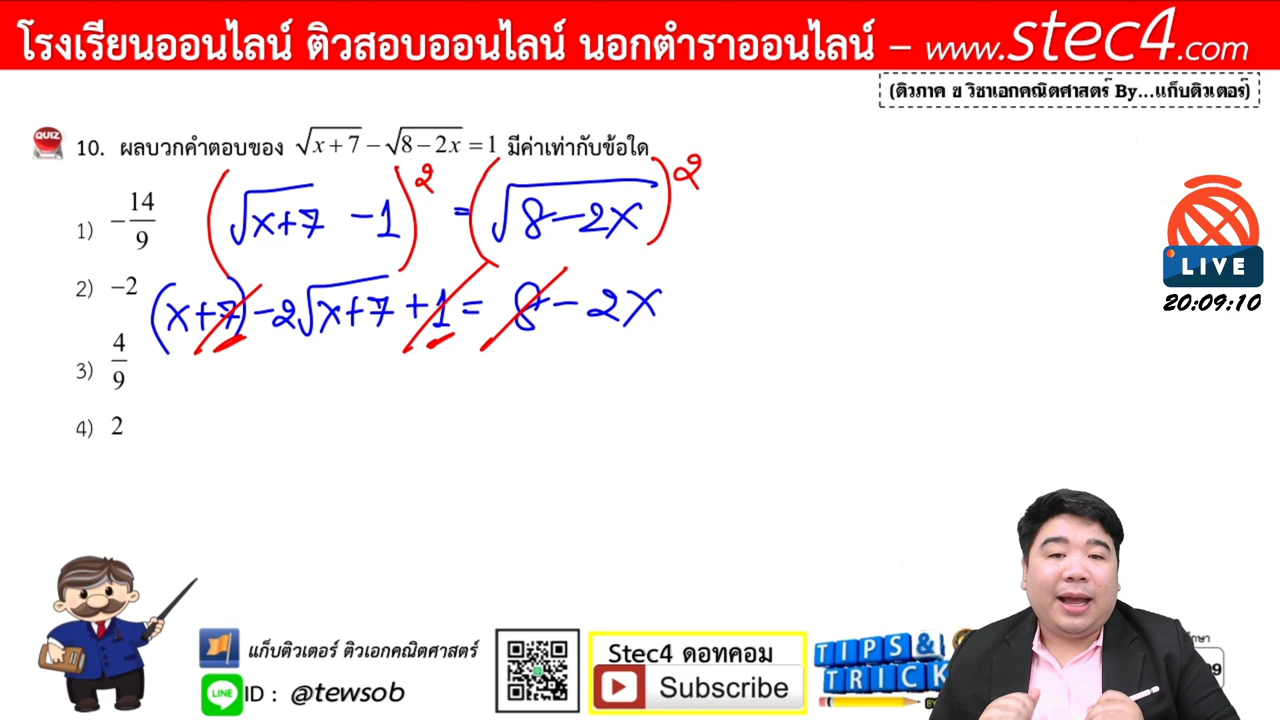 โรงเรียนออนไลน์ ติวสอบออนไลน์ นอกตำราออนไลน์ – www.stec4.com
(ติวภาค ข วิชาเอกคณิตศาสตร์ By...แก็บติวเตอร์)
QUIZ
10. ผลบวกคำตอบของ √(x+7) − √(8−2x) = 1 มีค่าเท่ากับข้อใด
1) −14/9
(√(x+7) −1)² = (√(8−2x))²
2) −2
(x+7) −2√(x+7) +1 = 8 − 2x
3) 4/9
4) 2
LIVE
20:09:10
แก็บติวเตอร์ ติวเอกคณิตศาสตร์
LINE ID : @tewsob
Stec4 ดอทคอม
Subscribe
TIPS &
TRICK